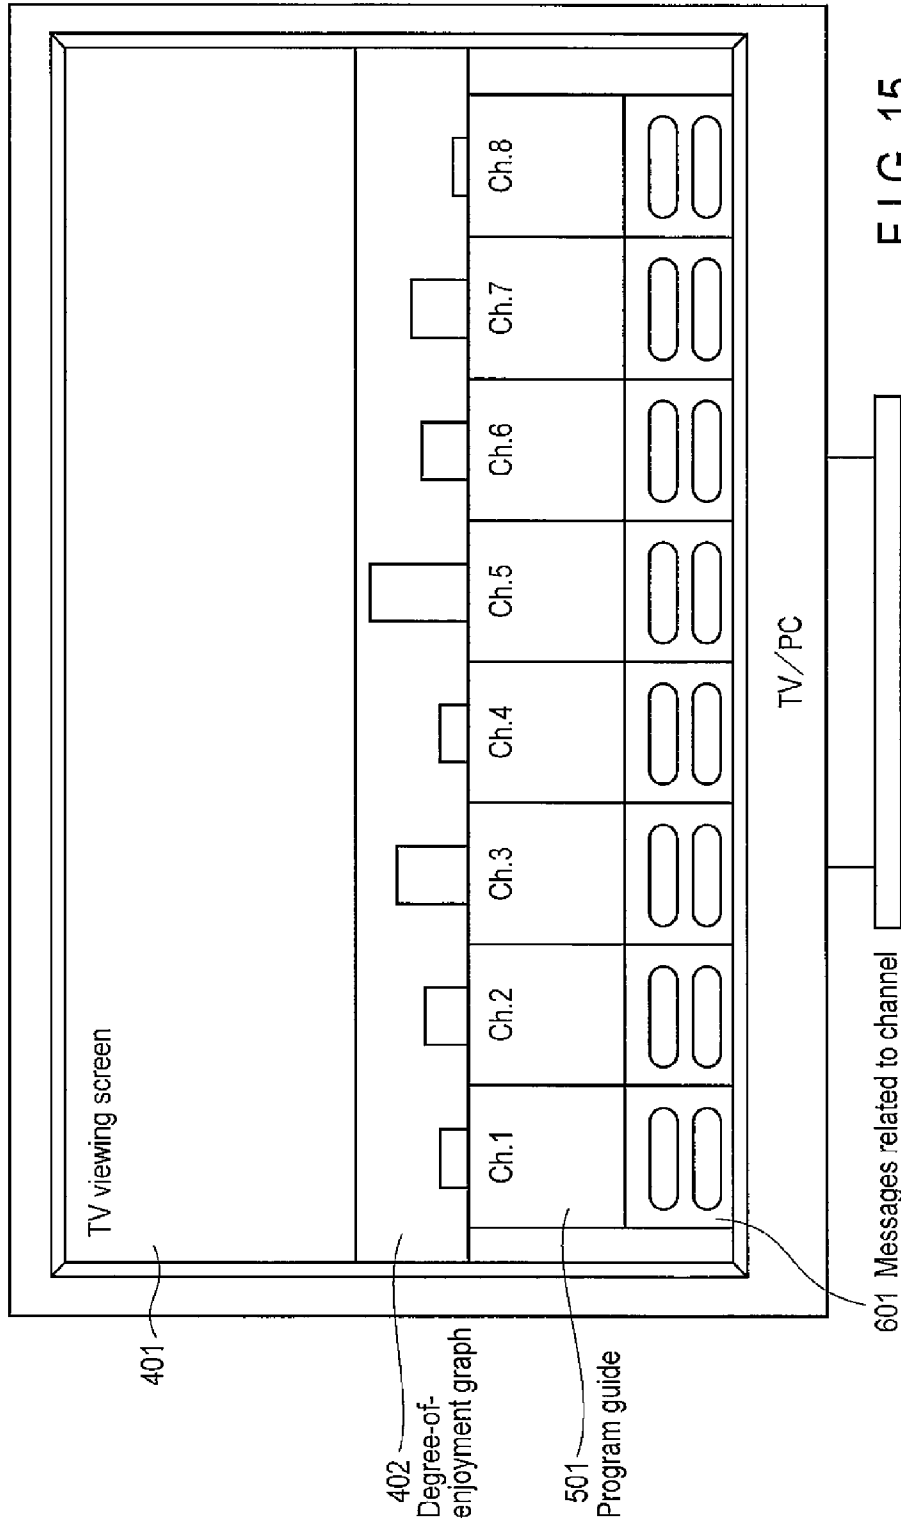 TV viewing screen
401
402
Degree-of-
enjoyment graph
Ch.1
Ch.2
Ch.3
Ch.4
Ch.5
Ch.6
Ch.7
Ch.8
501
Program guide
601 Messages related to channel
TV/PC
FIG. 15